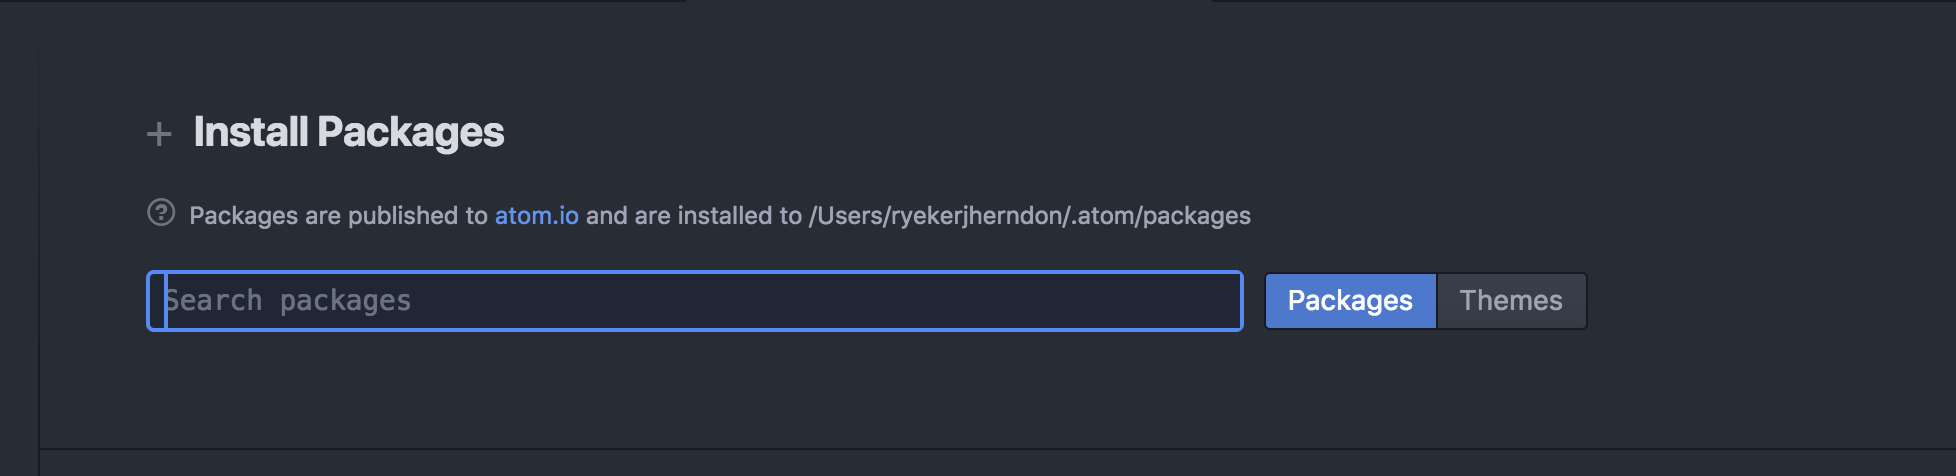 Install Packages
Packages are published to atom.io and are installed to /Users/ryekerjherndon/.atom/packages
Search packages
Packages Themes